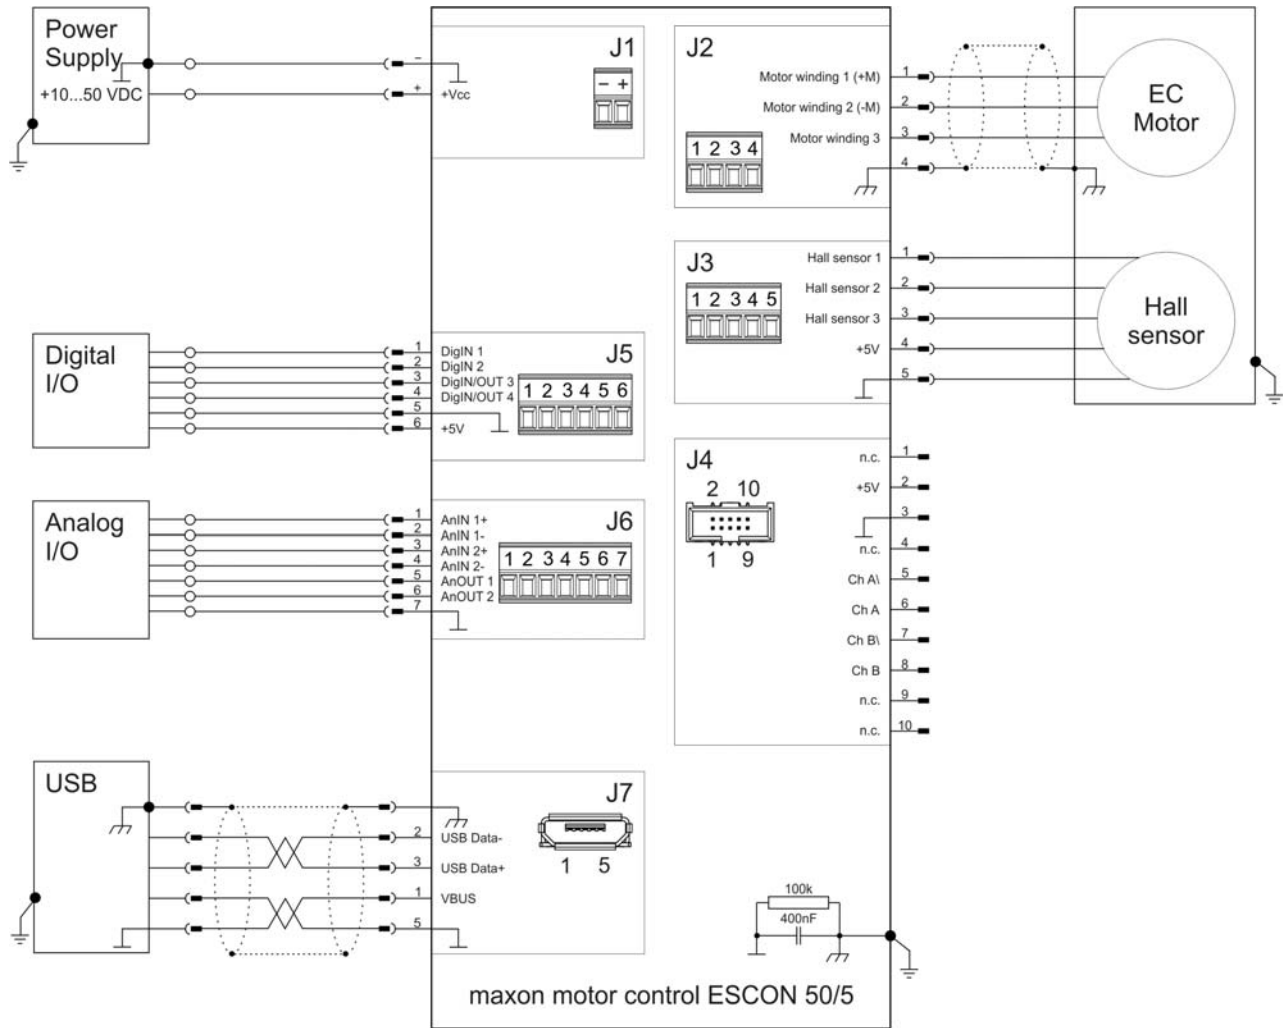 Power
Supply
+10...50 VDC
−
+
+Vcc
J1
− +
J2
Motor winding 1 (+M)
1
Motor winding 2 (-M)
2
Motor winding 3
3
4
1 2 3 4
EC
Motor
J3
Hall sensor 1
1
Hall sensor 2
2
Hall sensor 3
3
+5V
4
5
1 2 3 4 5
Hall
sensor
Digital
I/O
1
DigIN 1
2
DigIN 2
3
DigIN/OUT 3
4
DigIN/OUT 4
5
6
+5V
J5
1 2 3 4 5 6
J4
2 10
1 9
n.c.
1
+5V
2
3
n.c.
4
Ch A\
5
Ch A
6
Ch B\
7
Ch B
8
n.c.
9
n.c.
10
Analog
I/O
1
AnIN 1+
2
AnIN 1-
3
AnIN 2+
4
AnIN 2-
5
AnOUT 1
6
AnOUT 2
7
J6
1 2 3 4 5 6 7
USB
2
USB Data-
3
USB Data+
1
VBUS
5
J7
1 5
100k
400nF
maxon motor control ESCON 50/5